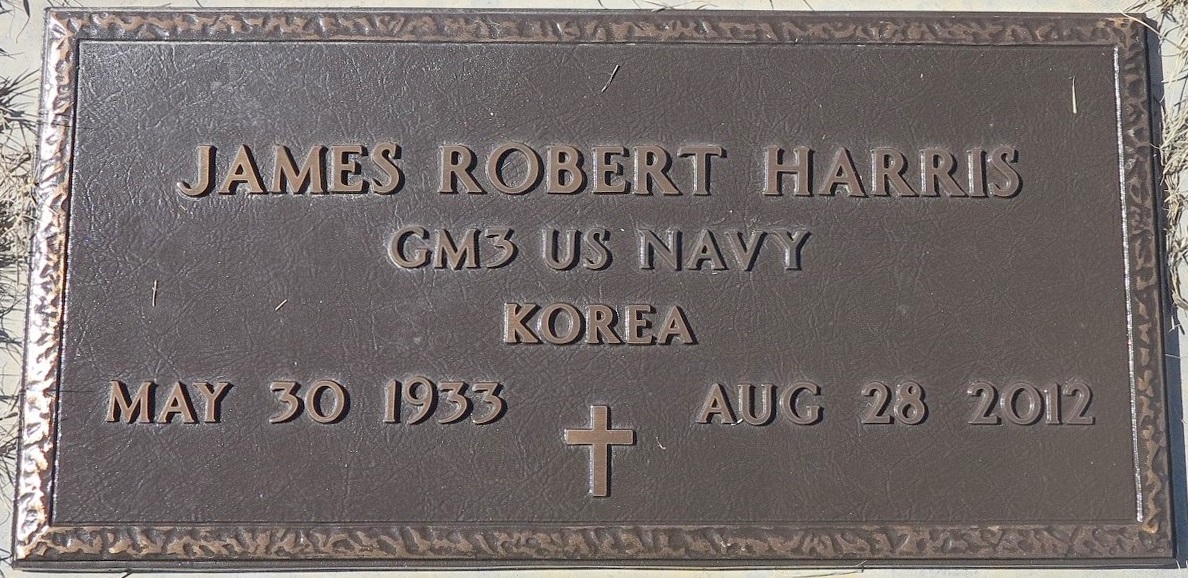 JAMES ROBERT HARRIS
GM3 US NAVY
KOREA
MAY 30 1933 AUG 28 2012